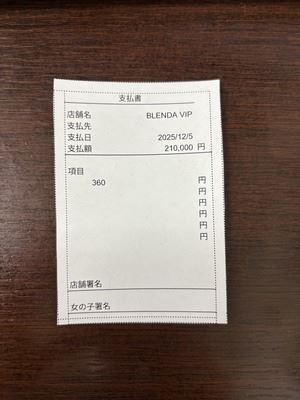 支払書
店舗名 BLENDA VIP
支払先
支払日 2025/12/5
支払額 210,000 円
項目
360 円
円
円
円
円
円
店舗署名
女の子署名